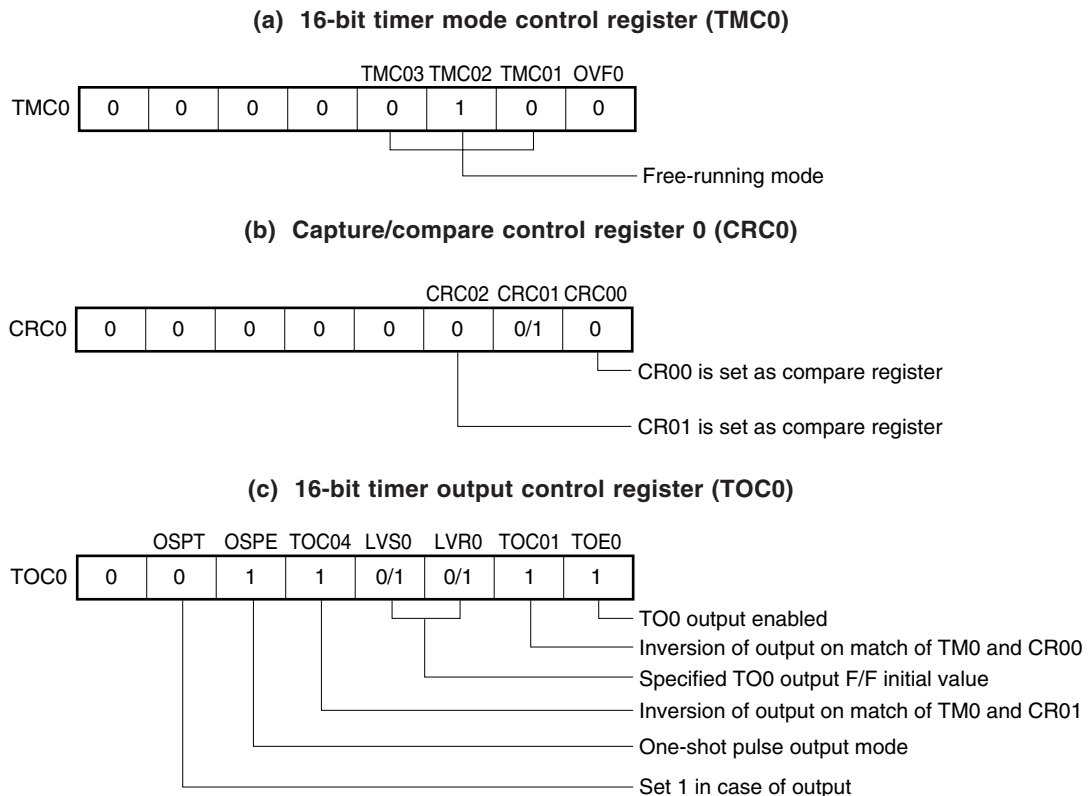 (a) 16-bit timer mode control register (TMC0)
TMC03 TMC02 TMC01 OVF0
TMC0 0 0 0 0 0 1 0 0
Free-running mode
(b) Capture/compare control register 0 (CRC0)
CRC02 CRC01 CRC00
CRC0 0 0 0 0 0 0 0/1 0
CR00 is set as compare register
CR01 is set as compare register
(c) 16-bit timer output control register (TOC0)
OSPT OSPE TOC04 LVS0 LVR0 TOC01 TOE0
TOC0 0 0 1 1 0/1 0/1 1 1
TO0 output enabled
Inversion of output on match of TM0 and CR00
Specified TO0 output F/F initial value
Inversion of output on match of TM0 and CR01
One-shot pulse output mode
Set 1 in case of output